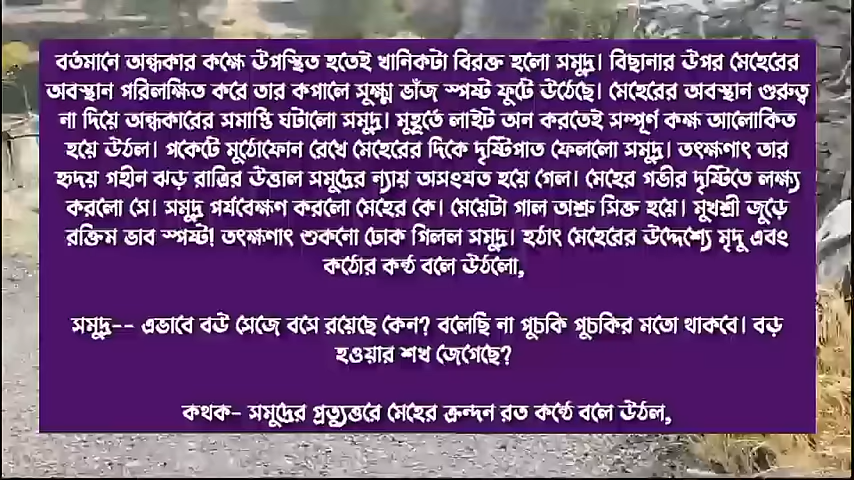 বর্তমানে অন্ধকার কক্ষে উপস্থিত হতেই খানিকটা বিরক্ত হলো সমুদ্র। বিছানার উপর মেহেরের
অবস্থান পরিলক্ষিত করে তার কপালে সূক্ষ্ম ভাঁজ স্পষ্ট ফুটে উঠেছে। মেহেরের অবস্থান গুরুত্ব
না দিয়ে অন্ধকারের সমাপ্তি ঘটালো সমুদ্র। মুহূর্তে লাইট অন করতেই সম্পূর্ণ কক্ষ আলোকিত
হয়ে উঠল। পকেটে মুঠোফোন রেখে মেহেরের দিকে দৃষ্টিপাত ফেললো সমুদ্র। তৎক্ষণাৎ তার
হৃদয় গহীন ঝড় রাত্রির উত্তাল সমুদ্রের ন্যায় অসংযত হয়ে গেল। মেহের গভীর দৃষ্টিতে লক্ষ্য
করলো সে। সমুদ্র পর্যবেক্ষণ করলো মেহের কে। মেয়েটা গাল অশ্রু সিক্ত হয়ে। মুখশ্রী জুড়ে
রক্তিম ভাব স্পষ্ট! তৎক্ষণাৎ শুকনো ঢোক গিলল সমুদ্র। হঠাৎ মেহেরের উদ্দেশ্যে মৃদু এবং
কঠোর কন্ঠ বলে উঠলো,
সমুদ্র-- এভাবে বউ সেজে বসে রয়েছে কেন? বলেছি না পুচকি পুচকির মতো থাকবে। বড়
হওয়ার শখ জেগেছে?
কথক- সমুদ্রের প্রত্যুত্তরে মেহের ক্রন্দন রত কন্ঠে বলে উঠল,